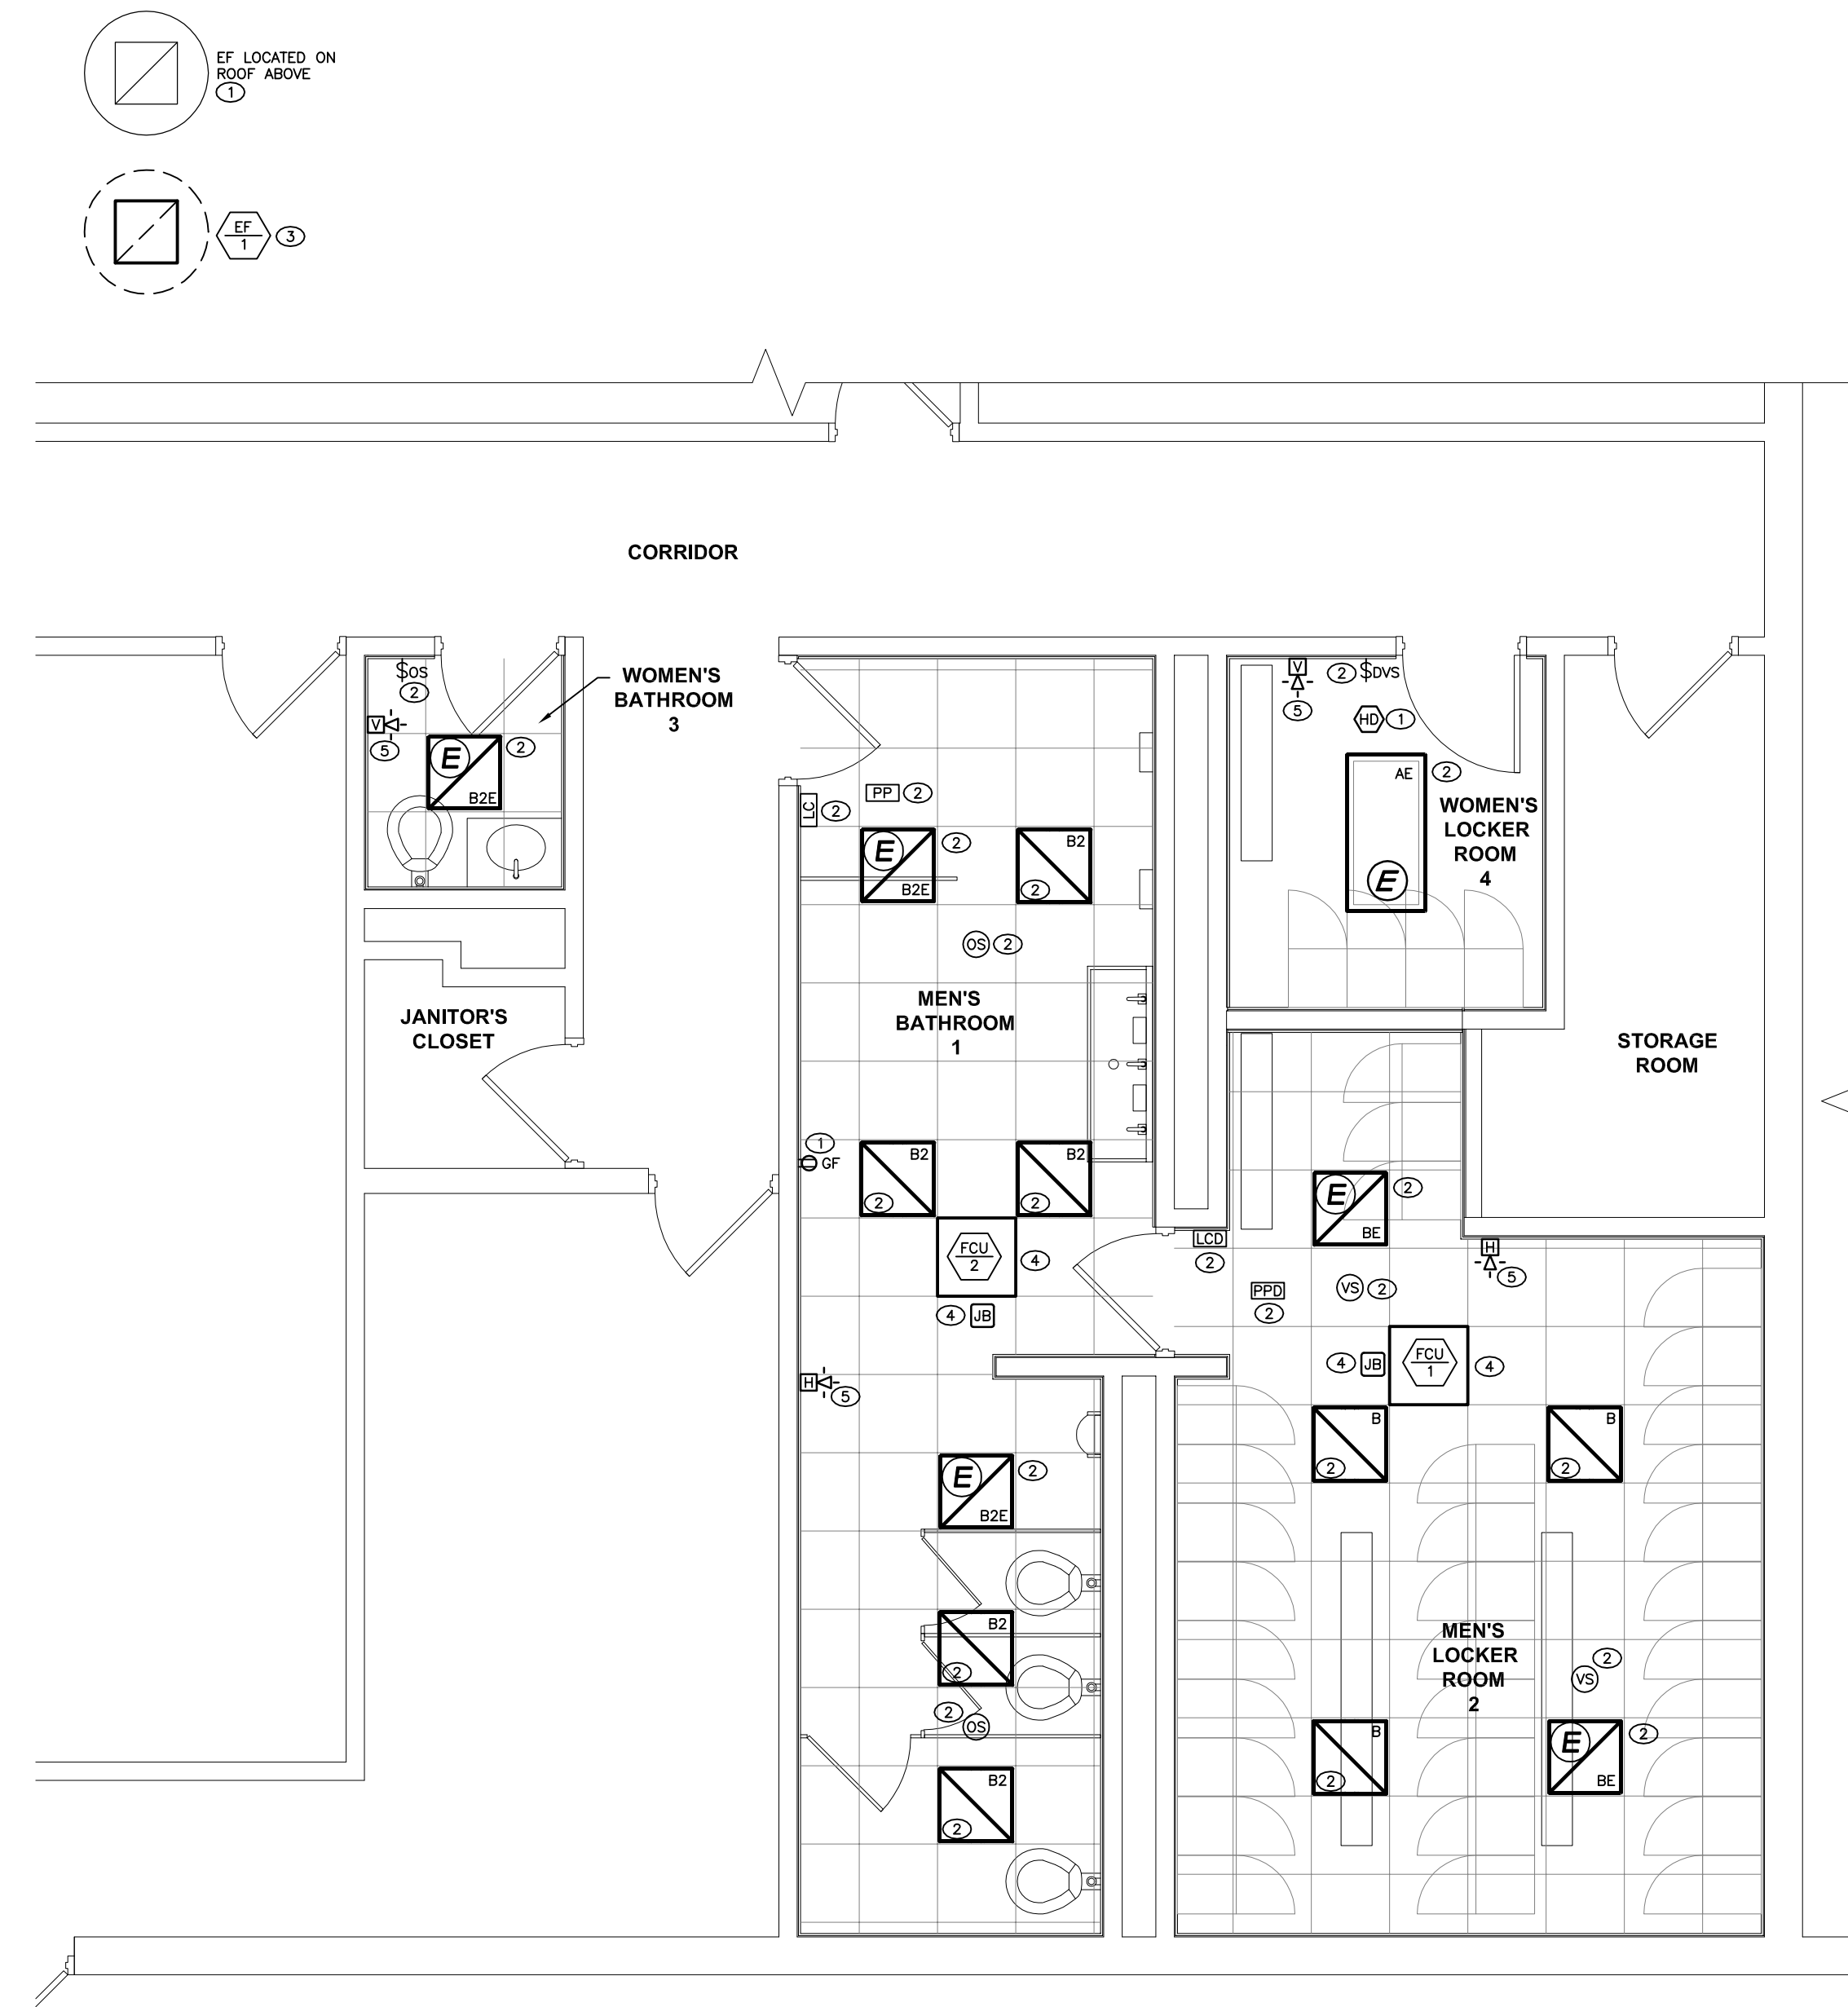 EF LOCATED ON
ROOF ABOVE
1
EF
1
3
CORRIDOR
WOMEN'S
BATHROOM
3
$OS
2
V
5
E
2
B2E
PP 2
LC 2
E
2
B2E
B2
2
OS 2
MEN'S
BATHROOM
1
JANITOR'S
CLOSET
1
GF
B2
2
B2
2
FCU
2
4
4 JB
H
5
E
2
B2E
B2
2
2
OS
B2
2
V
5
2 $DVS
HD 1
AE
2
E
WOMEN'S
LOCKER
ROOM
4
STORAGE
ROOM
E
2
BE
LCD
2
H
5
PPD
2
VS 2
4 JB
FCU
1
4
B
2
B
2
MEN'S
LOCKER
ROOM
2
2
VS
B
2
E
2
BE